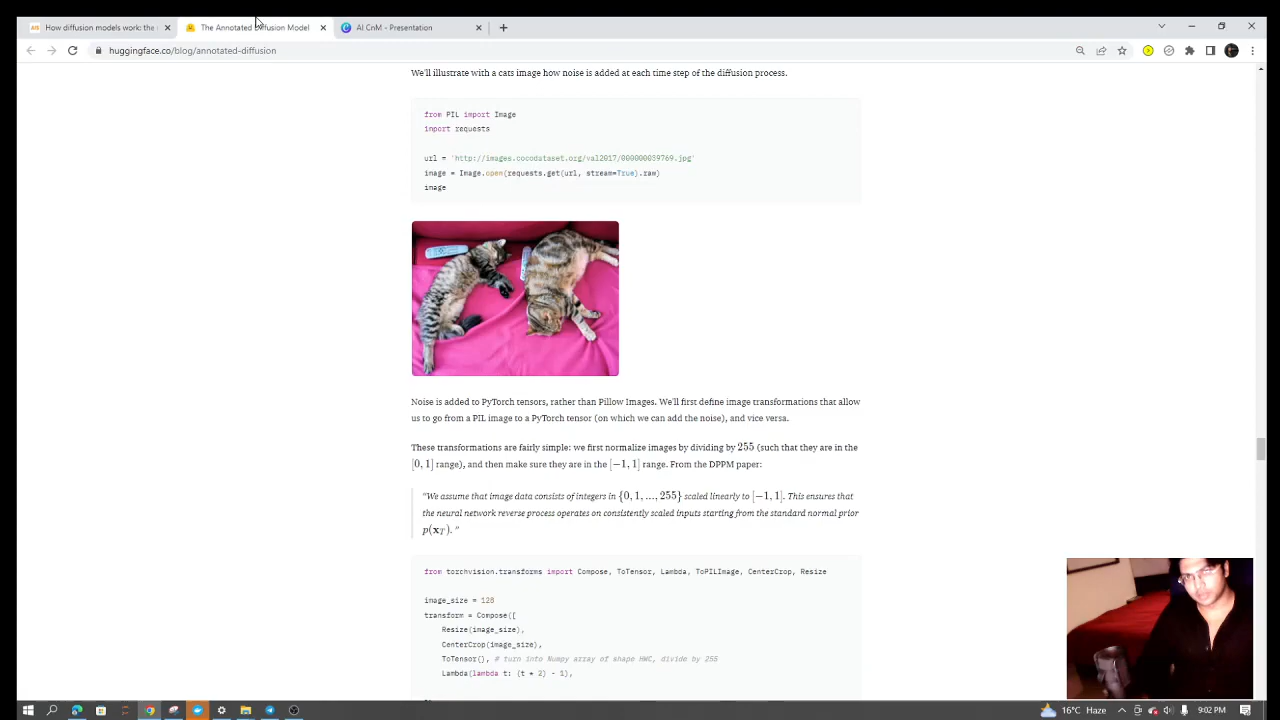 How diffusion models work: the
The Annotated Diffusion Model
AI CnM - Presentation
huggingface.co/blog/annotated-diffusion
We'll illustrate with a cats image how noise is added at each time step of the diffusion process.
from PIL import Image
import requests
url = 'http://images.cocodataset.org/val2017/000000039769.jpg'
image = Image.open(requests.get(url, stream=True).raw)
image
Noise is added to PyTorch tensors, rather than Pillow Images. We'll first define image transformations that allow
us to go from a PIL image to a PyTorch tensor (on which we can add the noise), and vice versa.
These transformations are fairly simple: we first normalize images by dividing by 255 (such that they are in the
[0, 1] range), and then make sure they are in the [−1, 1] range. From the DPPM paper:
"We assume that image data consists of integers in {0, 1, ..., 255} scaled linearly to [−1, 1]. This ensures that
the neural network reverse process operates on consistently scaled inputs starting from the standard normal prior
p(xT). "
from torchvision.transforms import Compose, ToTensor, Lambda, ToPILImage, CenterCrop, Resize
image_size = 128
transform = Compose([
Resize(image_size),
CenterCrop(image_size),
ToTensor(), # turn into Numpy array of shape HWC, divide by 255
Lambda(lambda t: (t * 2) - 1),
16°C Haze
9:02 PM